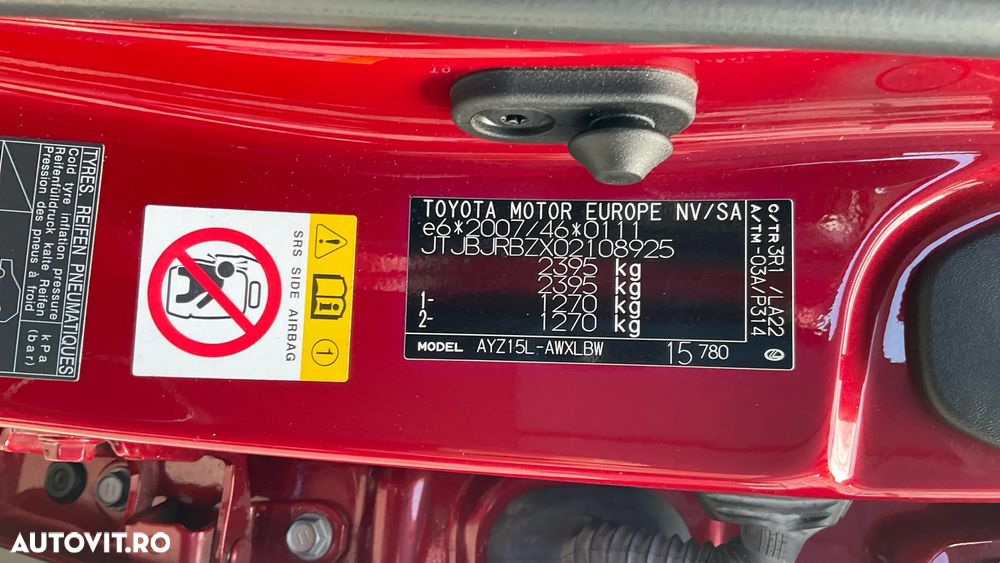 TYRES REIFEN PNEUMATIQUES
Cold tyre inflation pressure
Reifenfülldruck kalte Reifen
Pression des pneus à froid
kPa
(bar)
SRS SIDE AIRBAG
1
TOYOTA MOTOR EUROPE NV/SA
e6*2007/46*0111
JTJBJRBZX02108925
2395 kg
2395 kg
1- 1270 kg
2- 1270 kg
MODEL AYZ15L-AWXLBW 15 780
C/TR 3R1 /LA22
A/TM -03A/P314
AUTOVIT.RO